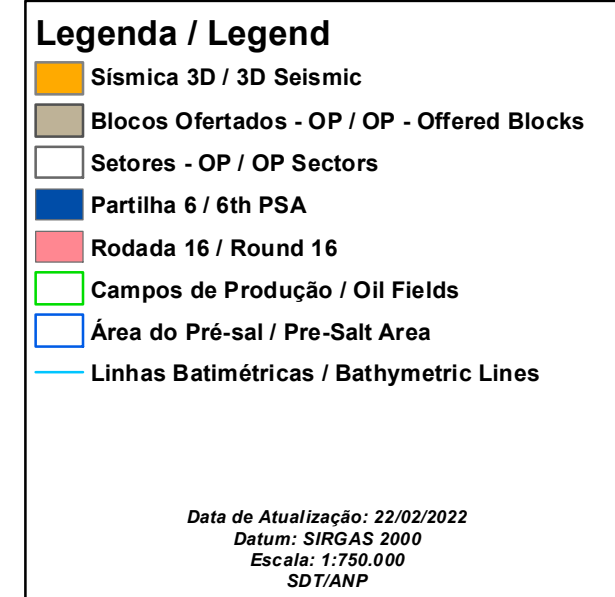 Legenda / Legend
Sísmica 3D / 3D Seismic
Blocos Ofertados - OP / OP - Offered Blocks
Setores - OP / OP Sectors
Partilha 6 / 6th PSA
Rodada 16 / Round 16
Campos de Produção / Oil Fields
Área do Pré-sal / Pre-Salt Area
Linhas Batimétricas / Bathymetric Lines
Data de Atualização: 22/02/2022
Datum: SIRGAS 2000
Escala: 1:750.000
SDT/ANP